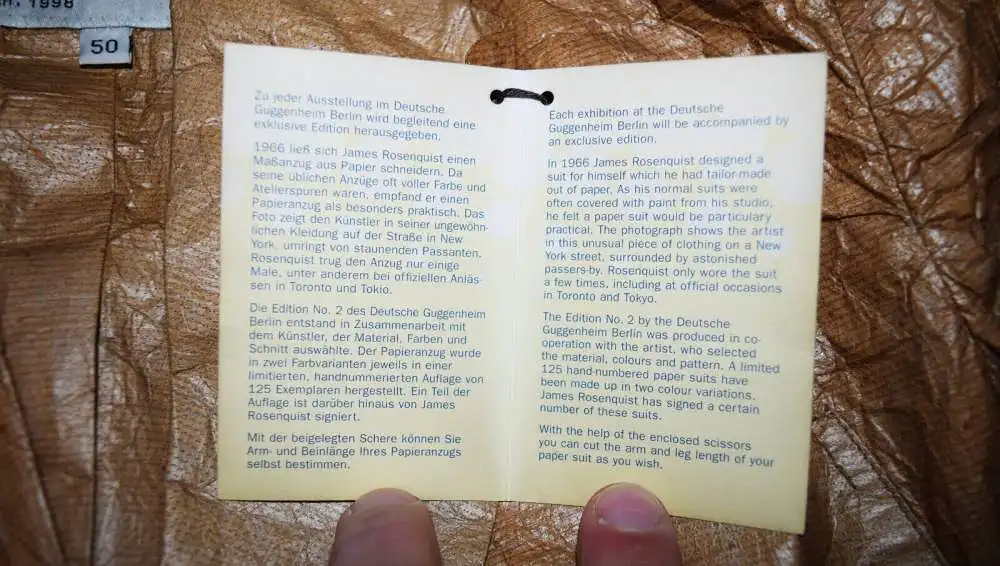 1998
50
Zu jeder Ausstellung im Deutsche
Guggenheim Berlin wird begleitend eine
exklusive Edition herausgegeben.
1966 ließ sich James Rosenquist einen
Maßanzug aus Papier schneidern. Da
seine üblichen Anzüge oft voller Farbe und
Atelierspuren waren, empfand er einen
Papieranzug als besonders praktisch. Das
Foto zeigt den Künstler in seiner ungewöhn-
lichen Kleidung auf der Straße in New
York, umringt von staunenden Passanten.
Rosenquist trug den Anzug nur einige
Male, unter anderem bei offiziellen Anläs-
sen in Toronto und Tokio.
Die Edition No. 2 des Deutsche Guggenheim
Berlin entstand in Zusammenarbeit mit
dem Künstler, der Material, Farben und
Schnitt auswählte. Der Papieranzug wurde
in zwei Farbvarianten jeweils in einer
limitierten, handnummerierten Auflage von
125 Exemplaren hergestellt. Ein Teil der
Auflage ist darüber hinaus von James
Rosenquist signiert.
Mit der beigelegten Schere können Sie
Arm- und Beinlänge Ihres Papieranzugs
selbst bestimmen.
Each exhibition at the Deutsche
Guggenheim Berlin will be accompanied by
an exclusive edition.
In 1966 James Rosenquist designed a
suit for himself which he had tailor-made
out of paper. As his normal suits were
often covered with paint from his studio,
he felt a paper suit would be particulary
practical. The photograph shows the artist
in this unusual piece of clothing on a New
York street, surrounded by astonished
passers-by. Rosenquist only wore the suit
a few times, including at official occasions
in Toronto and Tokyo.
The Edition No. 2 by the Deutsche
Guggenheim Berlin was produced in co-
operation with the artist, who selected
the material, colours and pattern. A limited
125 hand-numbered paper suits have
been made up in two colour variations.
James Rosenquist has signed a certain
number of these suits.
With the help of the enclosed scissors
you can cut the arm and leg length of your
paper suit as you wish.